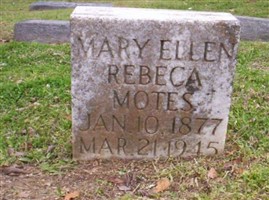 MARY ELLEN
REBECA
MOTES
JAN.10.1877
MAR.21.1945